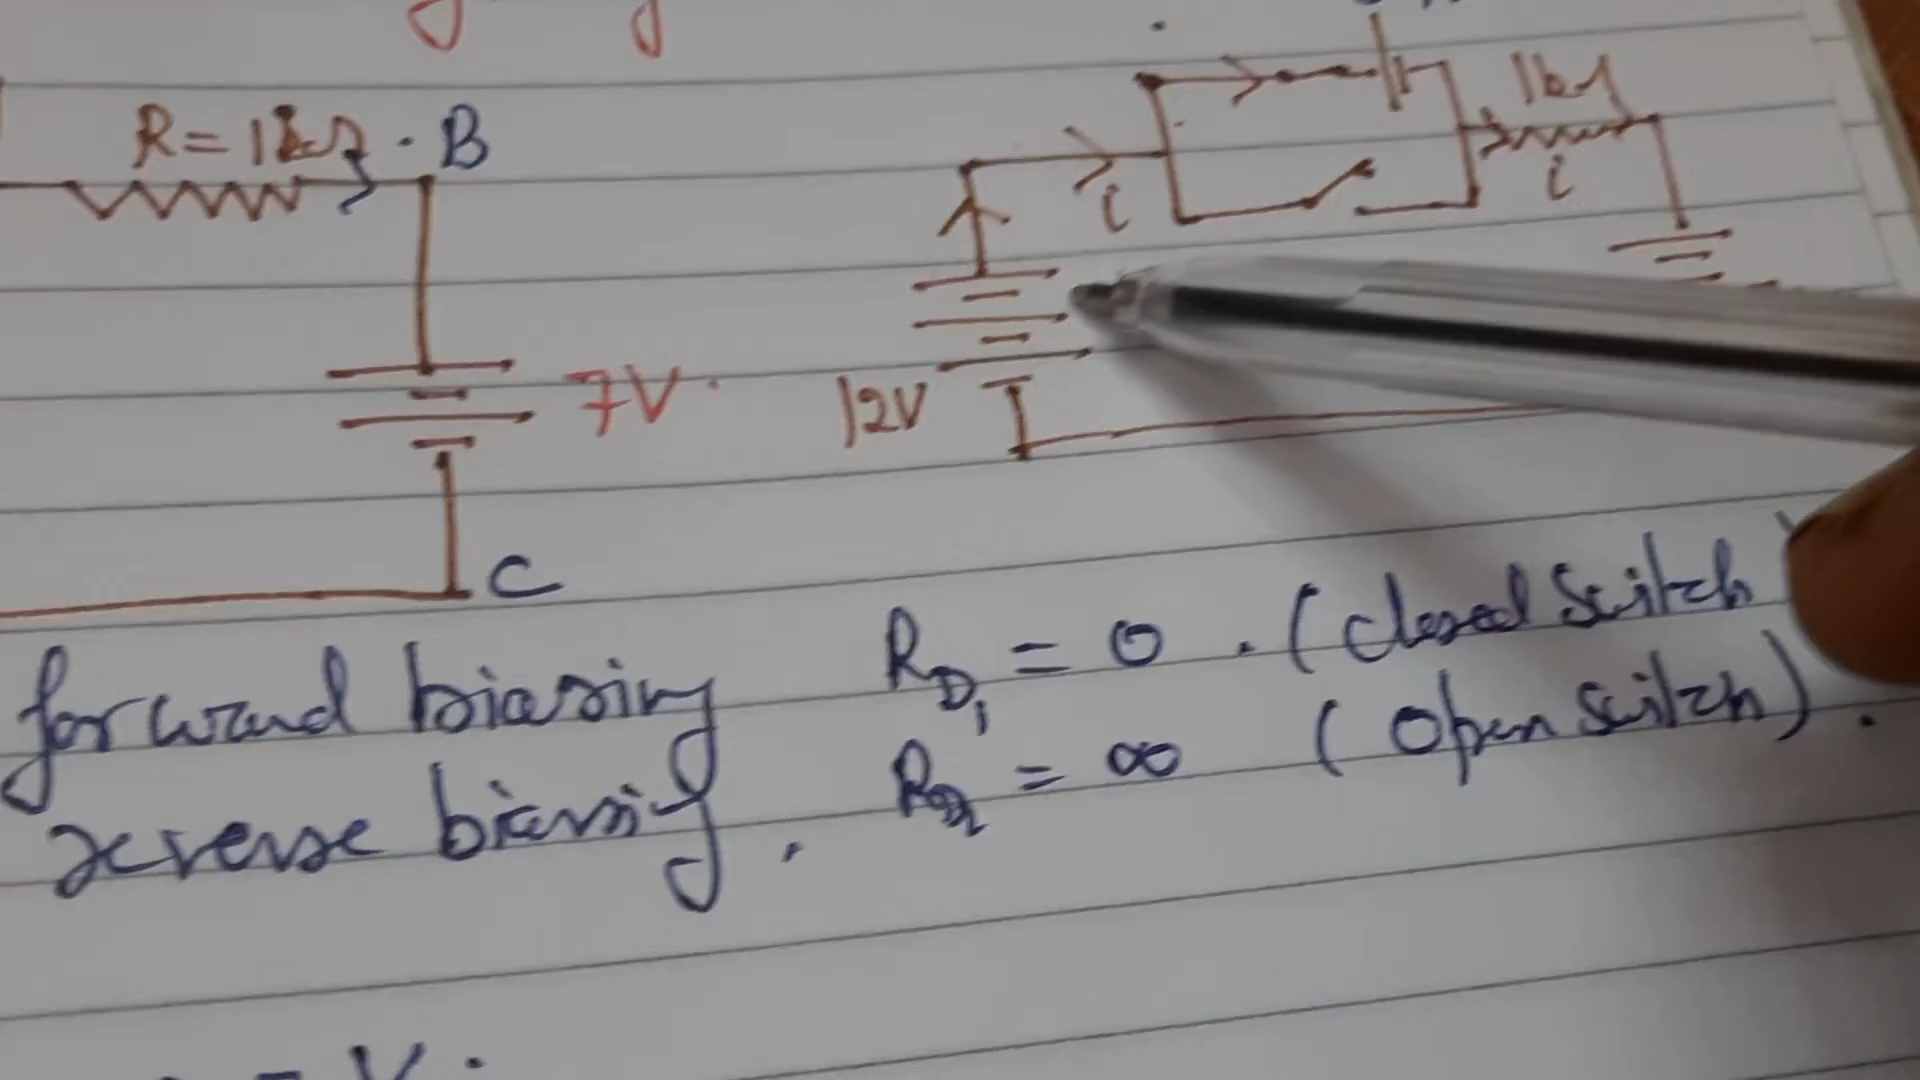 R = 1kΩ
B
1kΩ
i
i
7V
12V
C
forward biasing R_D1 = 0 . (closed switch)
reverse biasing , R_D2 = ∞ (open switch) .
= V .